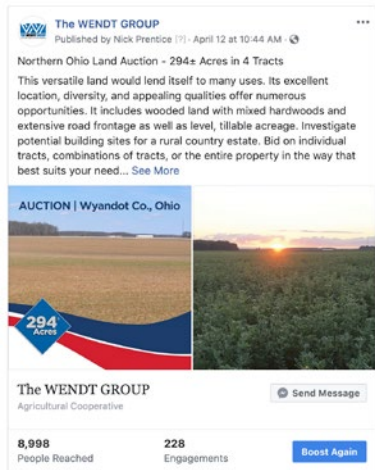 The WENDT GROUP
Published by Nick Prentice [?] · April 12 at 10:44 AM ·
Northern Ohio Land Auction - 294± Acres in 4 Tracts
This versatile land would lend itself to many uses. Its excellent
location, diversity, and appealing qualities offer numerous
opportunities. It includes wooded land with mixed hardwoods and
extensive road frontage as well as level, tillable acreage. Investigate
potential building sites for a rural country estate. Bid on individual
tracts, combinations of tracts, or the entire property in the way that
best suits your need... See More
AUCTION | Wyandot Co., Ohio
294±
Acres
The WENDT GROUP
Send Message
Agricultural Cooperative
8,998
People Reached
228
Engagements
Boost Again